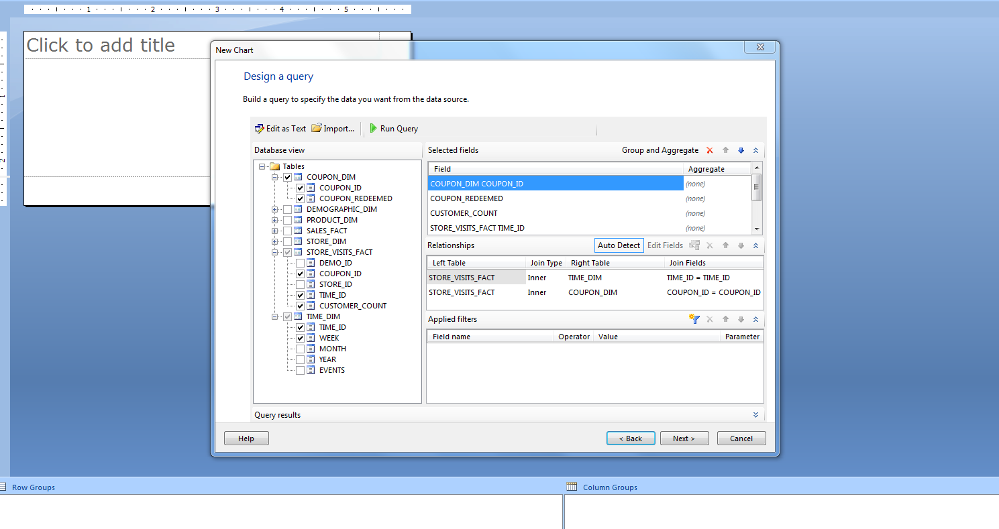 1 2 3 4 5
Click to add title
1
2
New Chart
Design a query
Build a query to specify the data you want from the data source.
Edit as Text Import... Run Query
Database view
Tables
COUPON_DIM
COUPON_ID
COUPON_REDEEMED
DEMOGRAPHIC_DIM
PRODUCT_DIM
SALES_FACT
STORE_DIM
STORE_VISITS_FACT
DEMO_ID
COUPON_ID
STORE_ID
TIME_ID
CUSTOMER_COUNT
TIME_DIM
TIME_ID
WEEK
MONTH
YEAR
EVENTS
Selected fields Group and Aggregate
Field Aggregate
COUPON_DIM COUPON_ID (none)
COUPON_REDEEMED (none)
CUSTOMER_COUNT (none)
STORE_VISITS_FACT TIME_ID (none)
Relationships Auto Detect Edit Fields
Left Table Join Type Right Table Join Fields
STORE_VISITS_FACT Inner TIME_DIM TIME_ID = TIME_ID
STORE_VISITS_FACT Inner COUPON_DIM COUPON_ID = COUPON_ID
Applied filters
Field name Operator Value Parameter
Query results
Help < Back Next > Cancel
Row Groups Column Groups